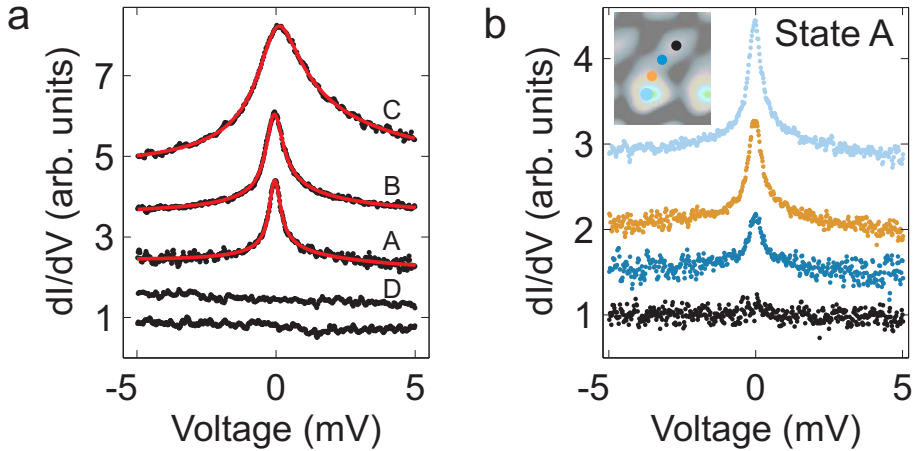 a
dI/dV (arb. units)
7
5
3
1
C
B
A
D
-5
0
5
Voltage (mV)
b
State A
dI/dV (arb. units)
4
3
2
1
-5
0
5
Voltage (mV)